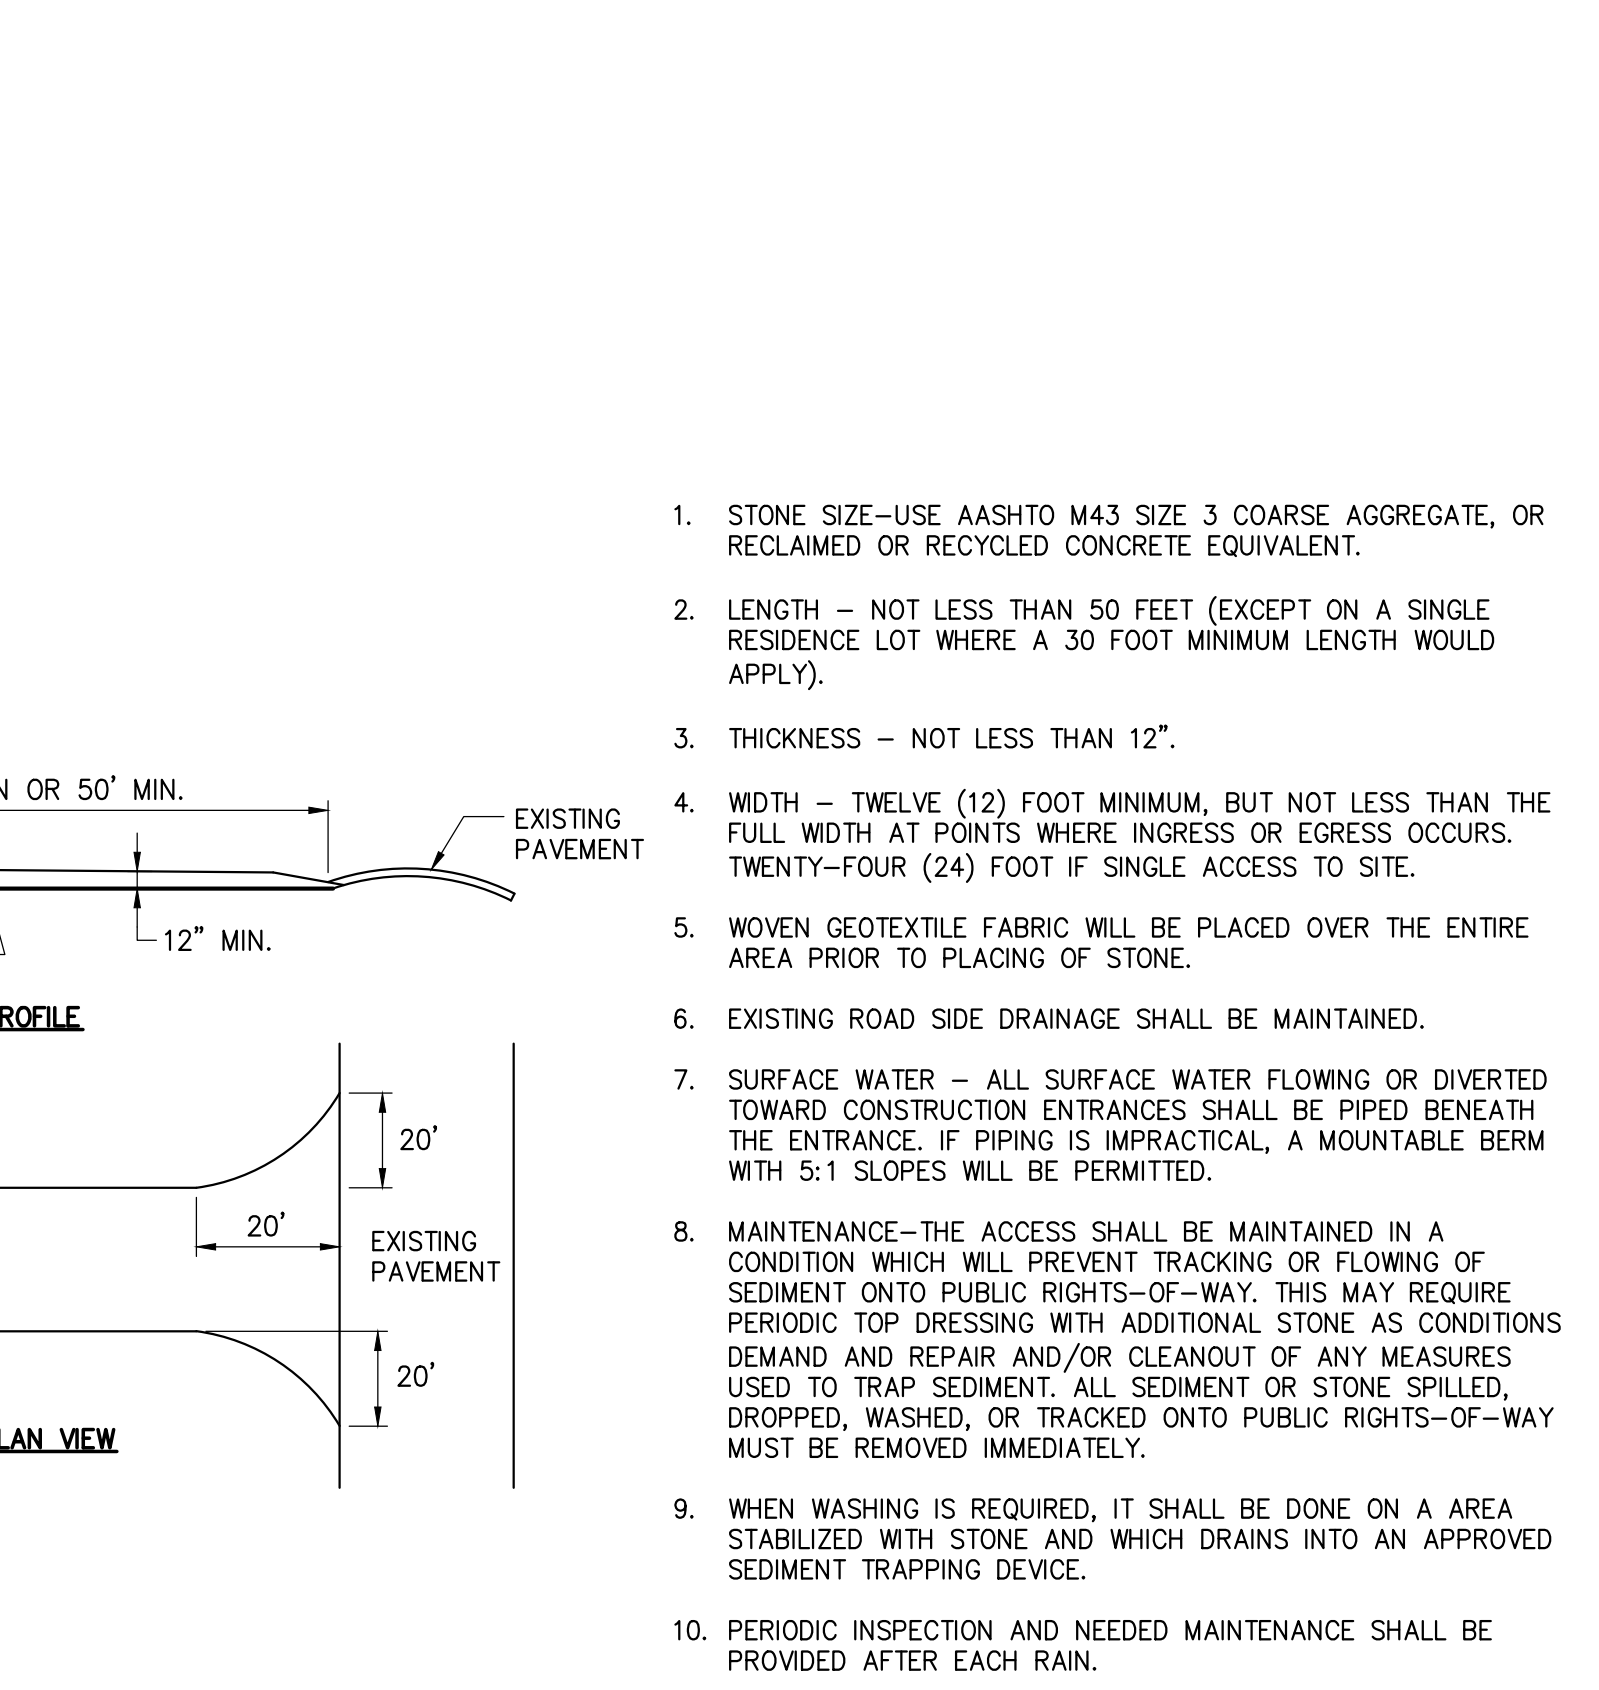 1. STONE SIZE–USE AASHTO M43 SIZE 3 COARSE AGGREGATE, OR
RECLAIMED OR RECYCLED CONCRETE EQUIVALENT.
2. LENGTH – NOT LESS THAN 50 FEET (EXCEPT ON A SINGLE
RESIDENCE LOT WHERE A 30 FOOT MINIMUM LENGTH WOULD
APPLY).
3. THICKNESS – NOT LESS THAN 12”.
4. WIDTH – TWELVE (12) FOOT MINIMUM, BUT NOT LESS THAN THE
FULL WIDTH AT POINTS WHERE INGRESS OR EGRESS OCCURS.
TWENTY–FOUR (24) FOOT IF SINGLE ACCESS TO SITE.
5. WOVEN GEOTEXTILE FABRIC WILL BE PLACED OVER THE ENTIRE
AREA PRIOR TO PLACING OF STONE.
6. EXISTING ROAD SIDE DRAINAGE SHALL BE MAINTAINED.
7. SURFACE WATER – ALL SURFACE WATER FLOWING OR DIVERTED
TOWARD CONSTRUCTION ENTRANCES SHALL BE PIPED BENEATH
THE ENTRANCE. IF PIPING IS IMPRACTICAL, A MOUNTABLE BERM
WITH 5:1 SLOPES WILL BE PERMITTED.
8. MAINTENANCE–THE ACCESS SHALL BE MAINTAINED IN A
CONDITION WHICH WILL PREVENT TRACKING OR FLOWING OF
SEDIMENT ONTO PUBLIC RIGHTS–OF–WAY. THIS MAY REQUIRE
PERIODIC TOP DRESSING WITH ADDITIONAL STONE AS CONDITIONS
DEMAND AND REPAIR AND/OR CLEANOUT OF ANY MEASURES
USED TO TRAP SEDIMENT. ALL SEDIMENT OR STONE SPILLED,
DROPPED, WASHED, OR TRACKED ONTO PUBLIC RIGHTS–OF–WAY
MUST BE REMOVED IMMEDIATELY.
9. WHEN WASHING IS REQUIRED, IT SHALL BE DONE ON A AREA
STABILIZED WITH STONE AND WHICH DRAINS INTO AN APPROVED
SEDIMENT TRAPPING DEVICE.
10. PERIODIC INSPECTION AND NEEDED MAINTENANCE SHALL BE
PROVIDED AFTER EACH RAIN.
N OR 50’ MIN.
EXISTING
PAVEMENT
12” MIN.
ROFILE
20’
20’
EXISTING
PAVEMENT
20’
LAN VIEW